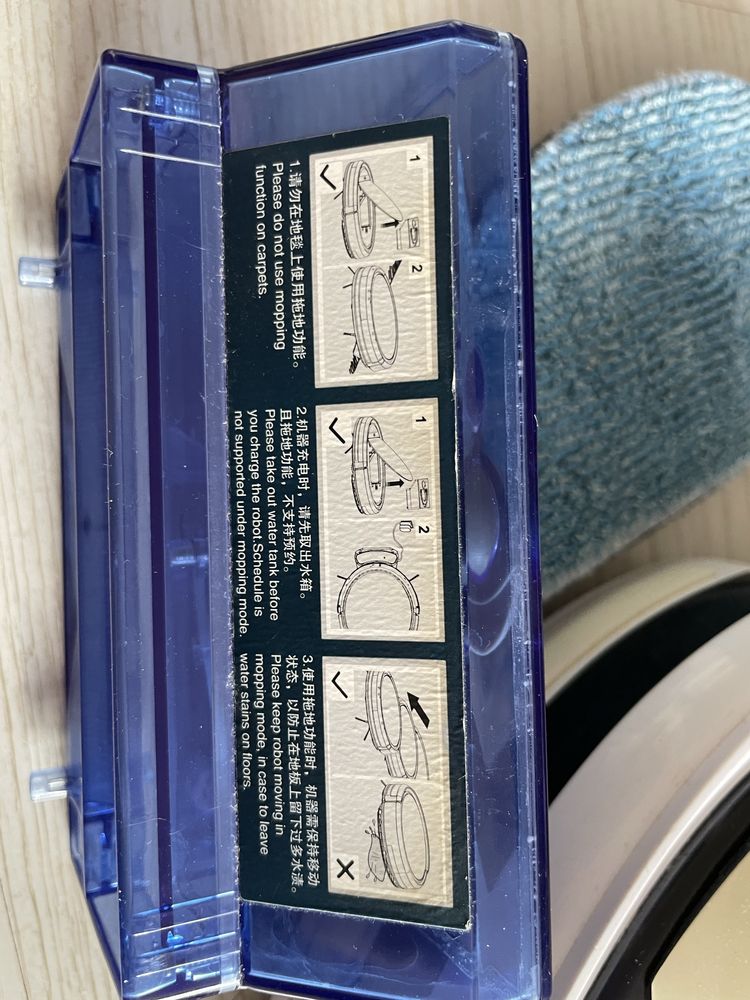 1
2
1.请勿在地毯上使用拖地功能。
Please do not use mopping
function on carpets.
1
2
2.机器充电时，请先取出水箱。
且拖地功能，不支持预约。
Please take out water tank before
you charge the robot.Schedule is
not supported under mopping mode.
3.使用拖地功能时，机器需保持移动
状态，以防止在地板上留下过多水渍。
Please keep robot moving in
mopping mode, in case to leave
water stains on floors.